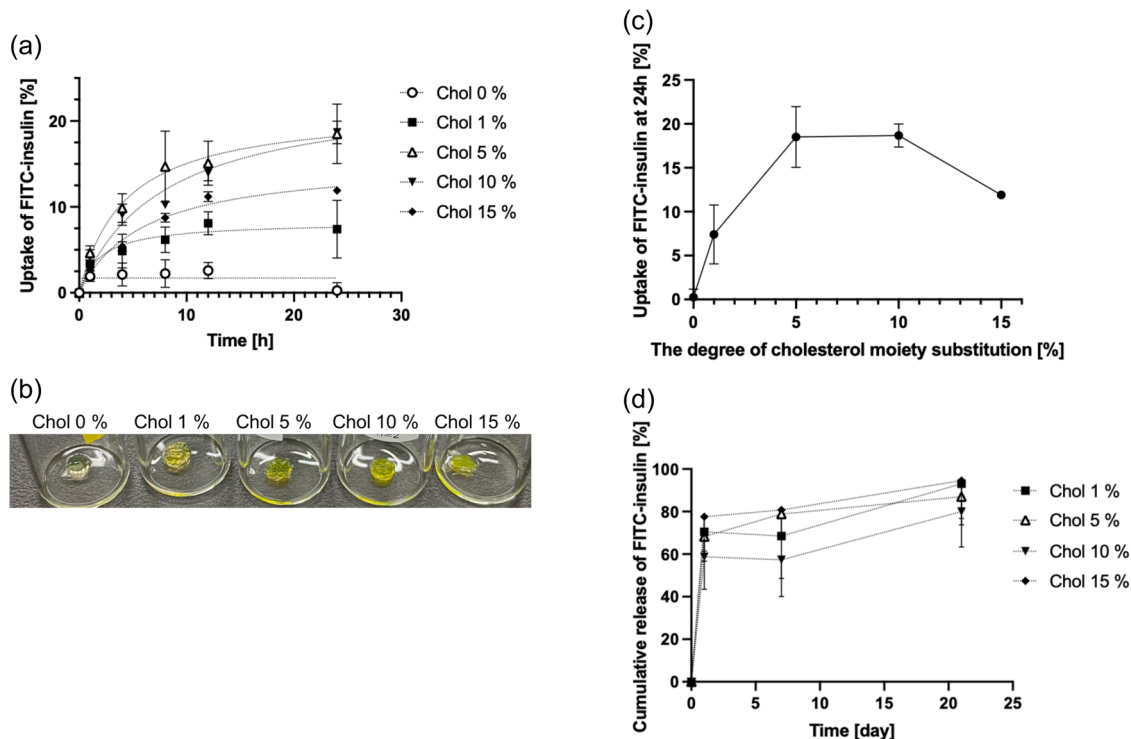 (a)
Uptake of FITC-insulin [%]
20
10
0
0
10
20
30
Time [h]
Chol 0 %
Chol 1 %
Chol 5 %
Chol 10 %
Chol 15 %
(b)
Chol 0 % Chol 1 % Chol 5 % Chol 10 % Chol 15 %
(c)
Uptake of FITC-insulin at 24h [%]
25
20
15
10
5
0
0
5
10
15
The degree of cholesterol moiety substitution [%]
(d)
Cumulative release of FITC-insulin [%]
100
80
60
40
20
0
0
5
10
15
20
25
Time [day]
Chol 1 %
Chol 5 %
Chol 10 %
Chol 15 %